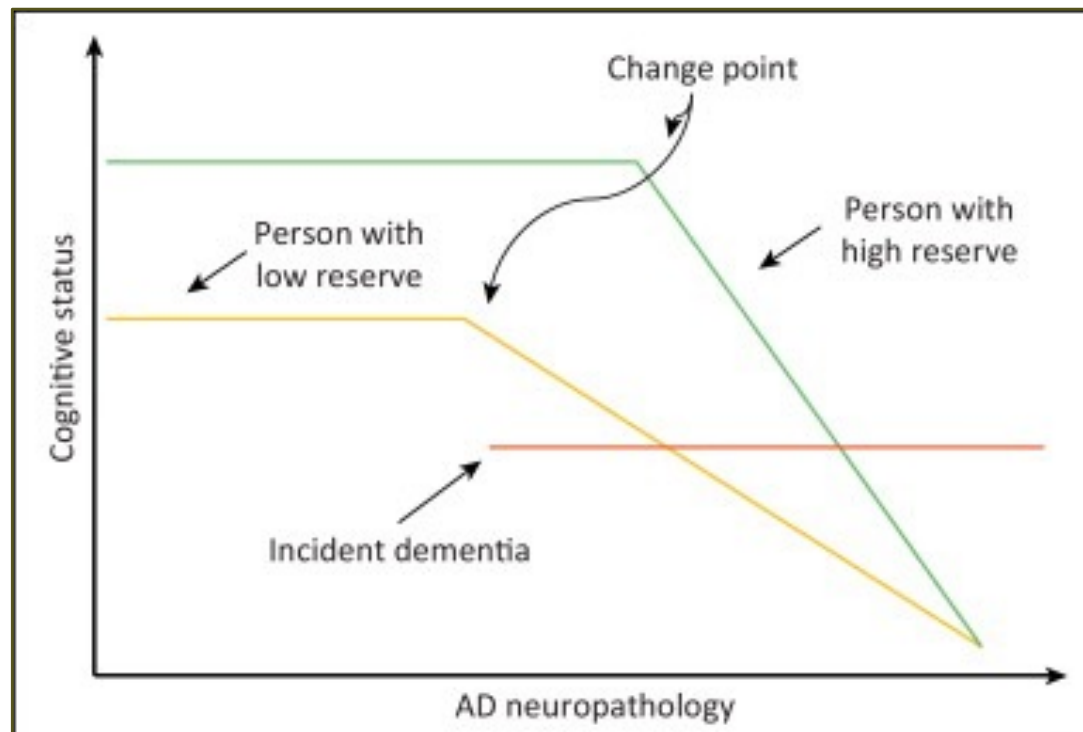 Change point
Person with
low reserve
Person with
high reserve
Cognitive status
Incident dementia
AD neuropathology